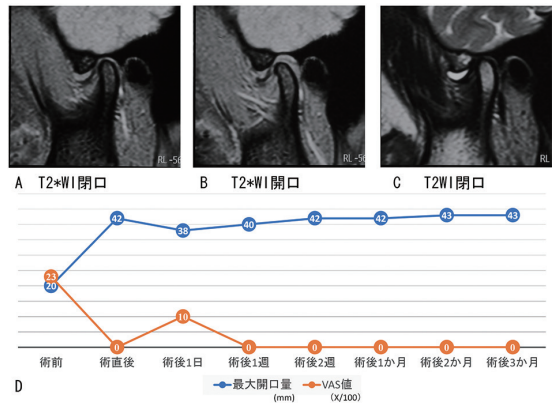 RL -56
RL -56
RL
A T2*WI閉口
B T2*WI開口
C T2WI閉口
42 38 40 42 42 43 43
23
20
10
0 0 0 0 0 0
術前 術直後 術後1日 術後1週 術後2週 術後1か月 術後2か月 術後3か月
D
最大開口量 VAS値
(mm) (X/100)